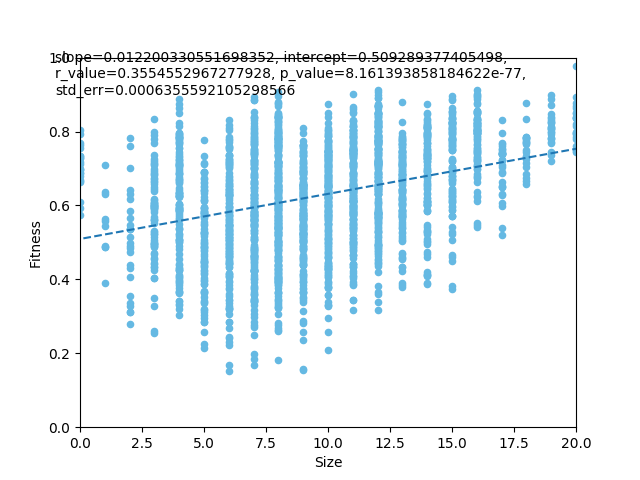 slope=0.012200330551698352, intercept=0.509289377405498,
r_value=0.3554552967277928, p_value=8.161393858184622e-77,
std_err=0.0006355592105298566
1.0
0.8
0.6
0.4
0.2
0.0
Fitness
0.0 2.5 5.0 7.5 10.0 12.5 15.0 17.5 20.0
Size